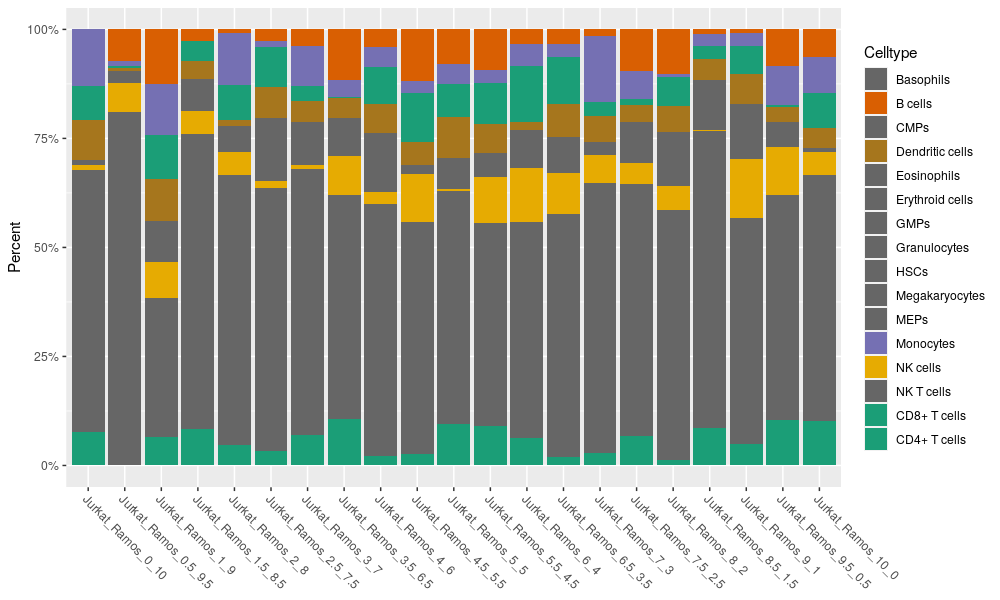 100%
75%
50%
25%
0%
Percent
Jurkat_Ramos_0_10
Jurkat_Ramos_0.5_9.5
Jurkat_Ramos_1_9
Jurkat_Ramos_1.5_8.5
Jurkat_Ramos_2_8
Jurkat_Ramos_2.5_7.5
Jurkat_Ramos_3_7
Jurkat_Ramos_3.5_6.5
Jurkat_Ramos_4_6
Jurkat_Ramos_4.5_5.5
Jurkat_Ramos_5_5
Jurkat_Ramos_5.5_4.5
Jurkat_Ramos_6_4
Jurkat_Ramos_6.5_3.5
Jurkat_Ramos_7_3
Jurkat_Ramos_7.5_2.5
Jurkat_Ramos_8_2
Jurkat_Ramos_8.5_1.5
Jurkat_Ramos_9_1
Jurkat_Ramos_9.5_0.5
Jurkat_Ramos_10_0
Celltype
Basophils
B cells
CMPs
Dendritic cells
Eosinophils
Erythroid cells
GMPs
Granulocytes
HSCs
Megakaryocytes
MEPs
Monocytes
NK cells
NK T cells
CD8+ T cells
CD4+ T cells